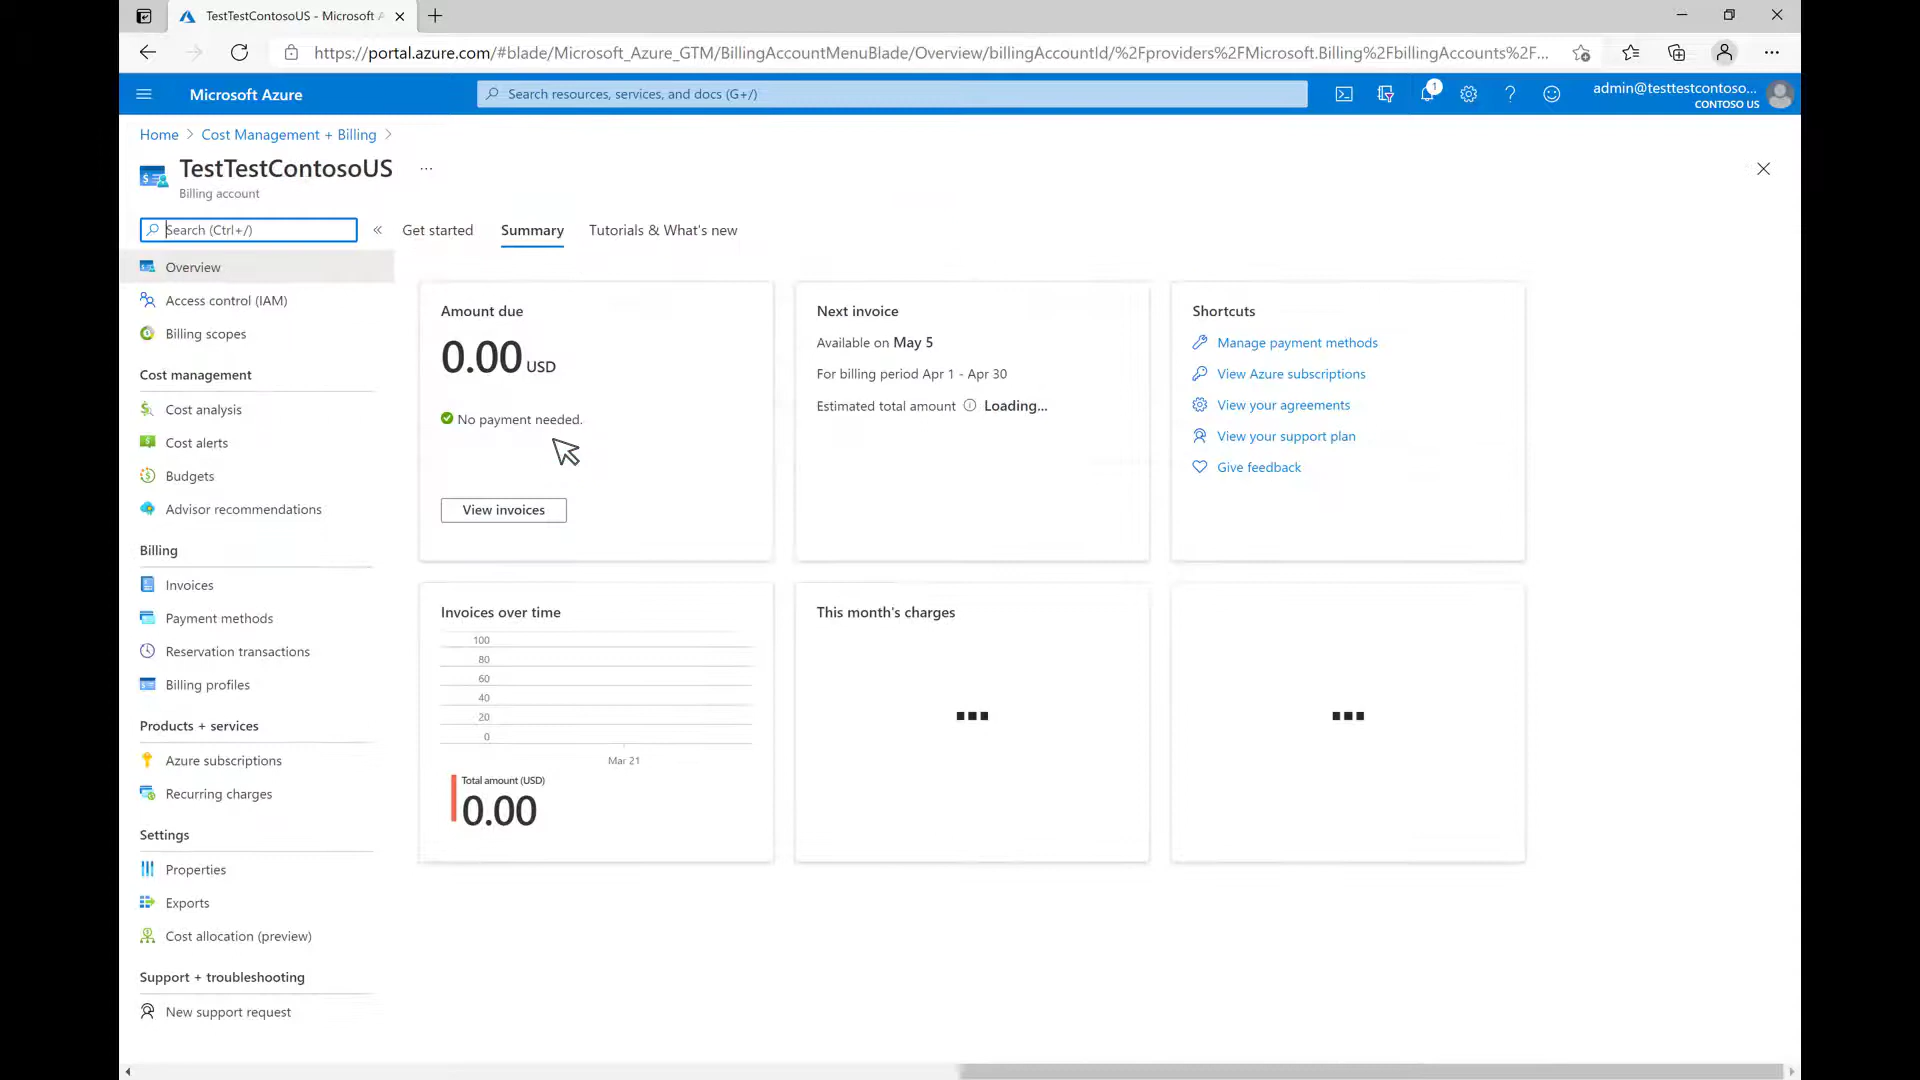 TestTestContosoUS - Microsoft A
https://portal.azure.com/#blade/Microsoft_Azure_GTM/BillingAccountMenuBlade/Overview/billingAccountId/%2Fproviders%2FMicrosoft.Billing%2FbillingAccounts%2F...
Microsoft Azure
Search resources, services, and docs (G+/)
1
admin@testtestcontoso...
CONTOSO US
Home > Cost Management + Billing >
TestTestContosoUS ...
Billing account
Search (Ctrl+/)
«
Get started
Summary
Tutorials & What's new
Overview
Access control (IAM)
Billing scopes
Cost management
Cost analysis
Cost alerts
Budgets
Advisor recommendations
Billing
Invoices
Payment methods
Reservation transactions
Billing profiles
Products + services
Azure subscriptions
Recurring charges
Settings
Properties
Exports
Cost allocation (preview)
Support + troubleshooting
New support request
Amount due
0.00 USD
No payment needed.
View invoices
Next invoice
Available on May 5
For billing period Apr 1 - Apr 30
Estimated total amount Loading...
Shortcuts
Manage payment methods
View Azure subscriptions
View your agreements
View your support plan
Give feedback
Invoices over time
100
80
60
40
20
0
Mar 21
Total amount (USD)
0.00
This month's charges